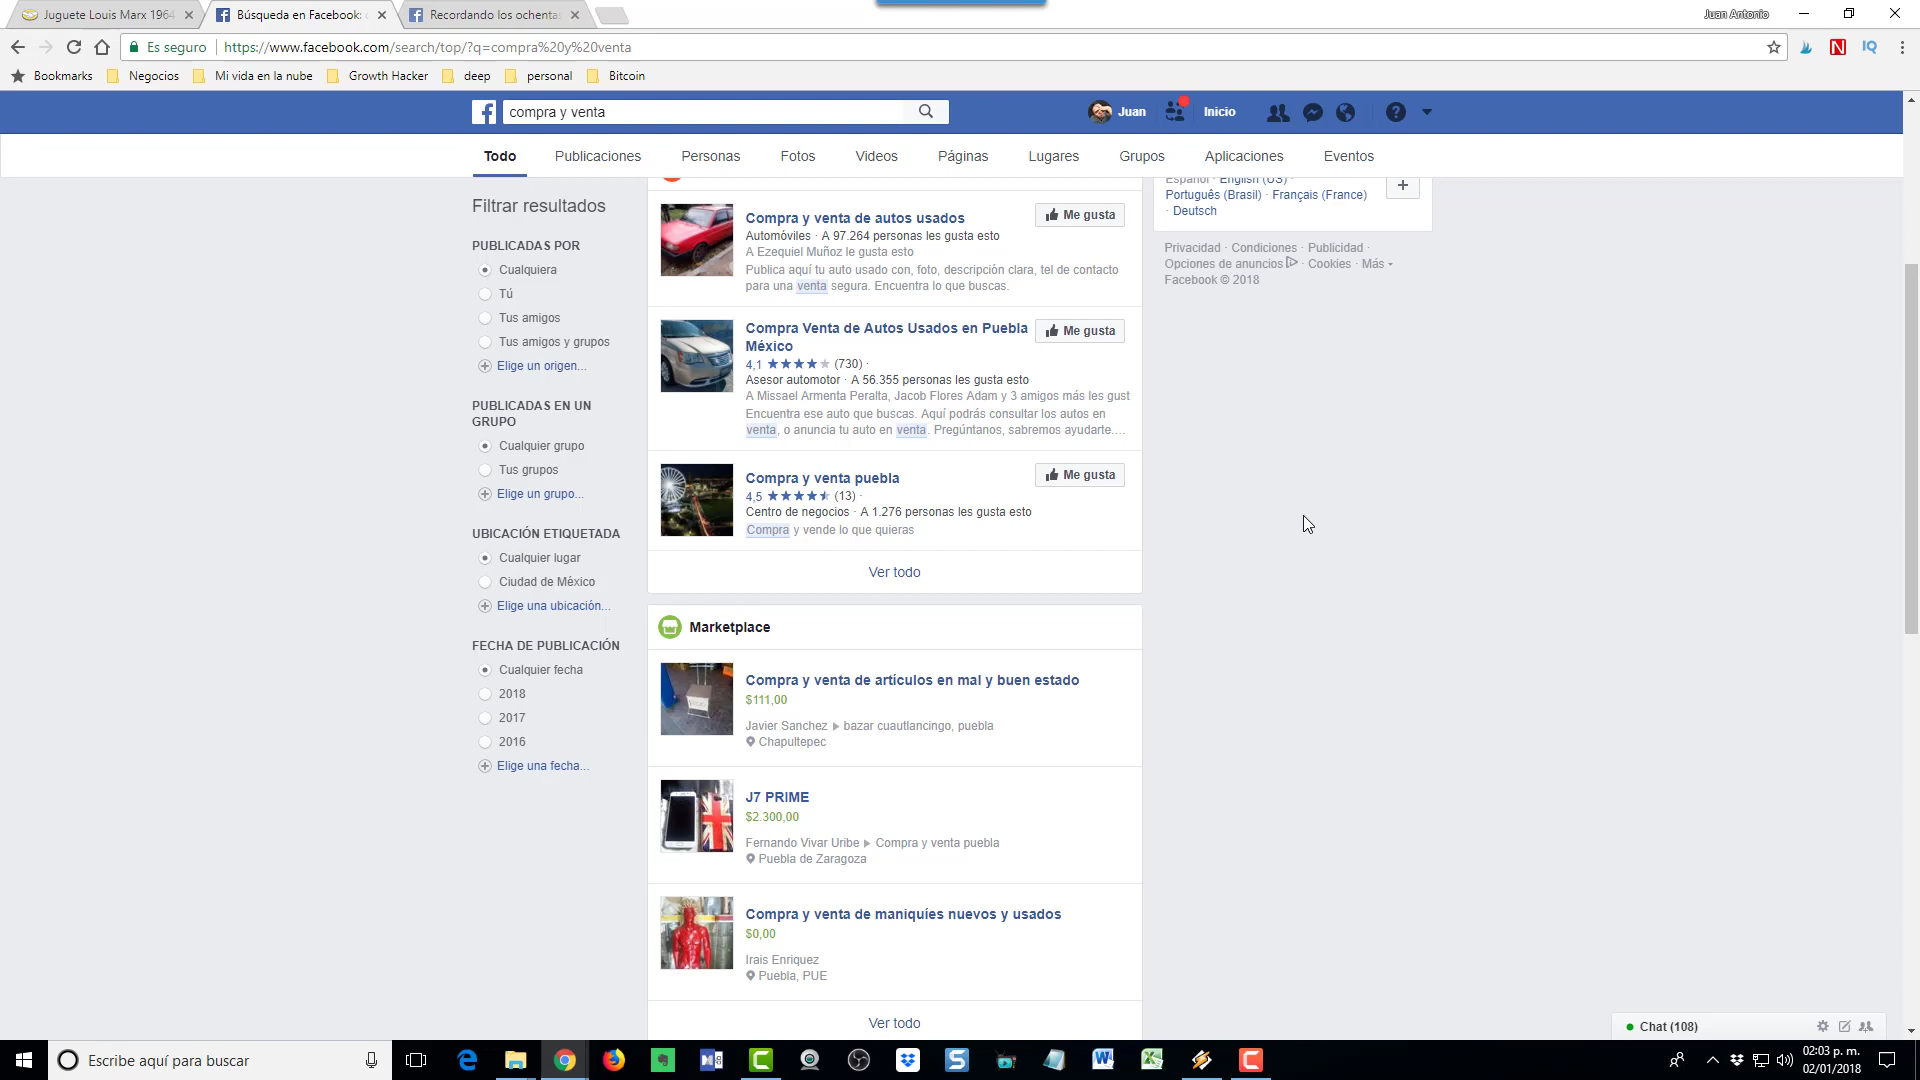 Juguete Louis Marx 1964
Búsqueda en Facebook:
Recordando los ochenta
Juan Antonio
Es seguro
https://www.facebook.com/search/top/?q=compra%20y%20venta
Bookmarks
Negocios
Mi vida en la nube
Growth Hacker
deep
personal
Bitcoin
compra y venta
Juan
Inicio
Todo
Publicaciones
Personas
Fotos
Videos
Páginas
Lugares
Grupos
Aplicaciones
Eventos
Filtrar resultados
PUBLICADAS POR
Cualquiera
Tú
Tus amigos
Tus amigos y grupos
Elige un origen...
PUBLICADAS EN UN
GRUPO
Cualquier grupo
Tus grupos
Elige un grupo...
UBICACIÓN ETIQUETADA
Cualquier lugar
Ciudad de México
Elige una ubicación...
FECHA DE PUBLICACIÓN
Cualquier fecha
2018
2017
2016
Elige una fecha...
Compra y venta de autos usados
Me gusta
Automóviles · A 97.264 personas les gusta esto
A Ezequiel Muñoz le gusta esto
Publica aquí tu auto usado con, foto, descripción clara, tel de contacto
para una venta segura. Encuentra lo que buscas.
Compra Venta de Autos Usados en Puebla
México
Me gusta
4,1 ★★★★★ (730) ·
Asesor automotor · A 56.355 personas les gusta esto
A Missael Armenta Peralta, Jacob Flores Adam y 3 amigos más les gust
Encuentra ese auto que buscas. Aquí podrás consultar los autos en
venta, o anuncia tu auto en venta. Pregúntanos, sabremos ayudarte....
Compra y venta puebla
Me gusta
4,5 ★★★★★ (13) ·
Centro de negocios · A 1.276 personas les gusta esto
Compra y vende lo que quieras
Ver todo
Marketplace
Compra y venta de artículos en mal y buen estado
$111,00
Javier Sanchez ▸ bazar cuautlancingo, puebla
Chapultepec
J7 PRIME
$2.300,00
Fernando Vivar Uribe ▸ Compra y venta puebla
Puebla de Zaragoza
Compra y venta de maniquíes nuevos y usados
$0,00
Irais Enriquez
Puebla, PUE
Ver todo
Español · English (US) ·
Português (Brasil) · Français (France)
· Deutsch
Privacidad · Condiciones · Publicidad ·
Opciones de anuncios · Cookies · Más
Facebook © 2018
Chat (108)
Escribe aquí para buscar
02:03 p. m.
02/01/2018